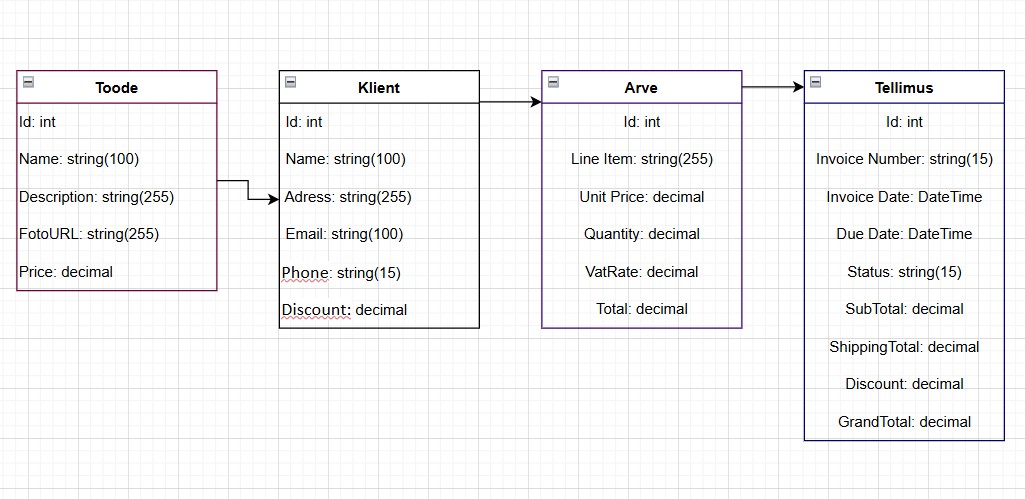 Toode
Id: int
Name: string(100)
Description: string(255)
FotoURL: string(255)
Price: decimal
Klient
Id: int
Name: string(100)
Adress: string(255)
Email: string(100)
Phone: string(15)
Discount: decimal
Arve
Id: int
Line Item: string(255)
Unit Price: decimal
Quantity: decimal
VatRate: decimal
Total: decimal
Tellimus
Id: int
Invoice Number: string(15)
Invoice Date: DateTime
Due Date: DateTime
Status: string(15)
SubTotal: decimal
ShippingTotal: decimal
Discount: decimal
GrandTotal: decimal